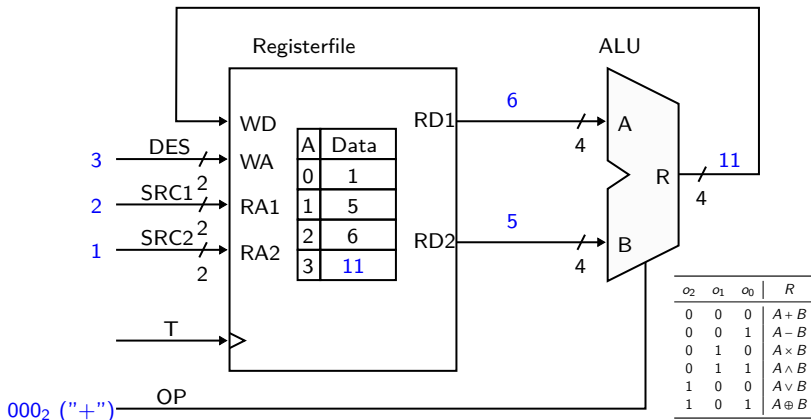 Registerfile
ALU
WD
WA
RA1
RA2
RD1
RD2
3
DES
2
2
SRC1
2
1
SRC2
2
T
000₂ ("+")
OP
A Data
0 1
1 5
2 6
3 11
6
4
5
4
A
B
R
11
4
o₂ o₁ o₀ R
0 0 0 A + B
0 0 1 A − B
0 1 0 A × B
0 1 1 A ∧ B
1 0 0 A ∨ B
1 0 1 A ⊕ B